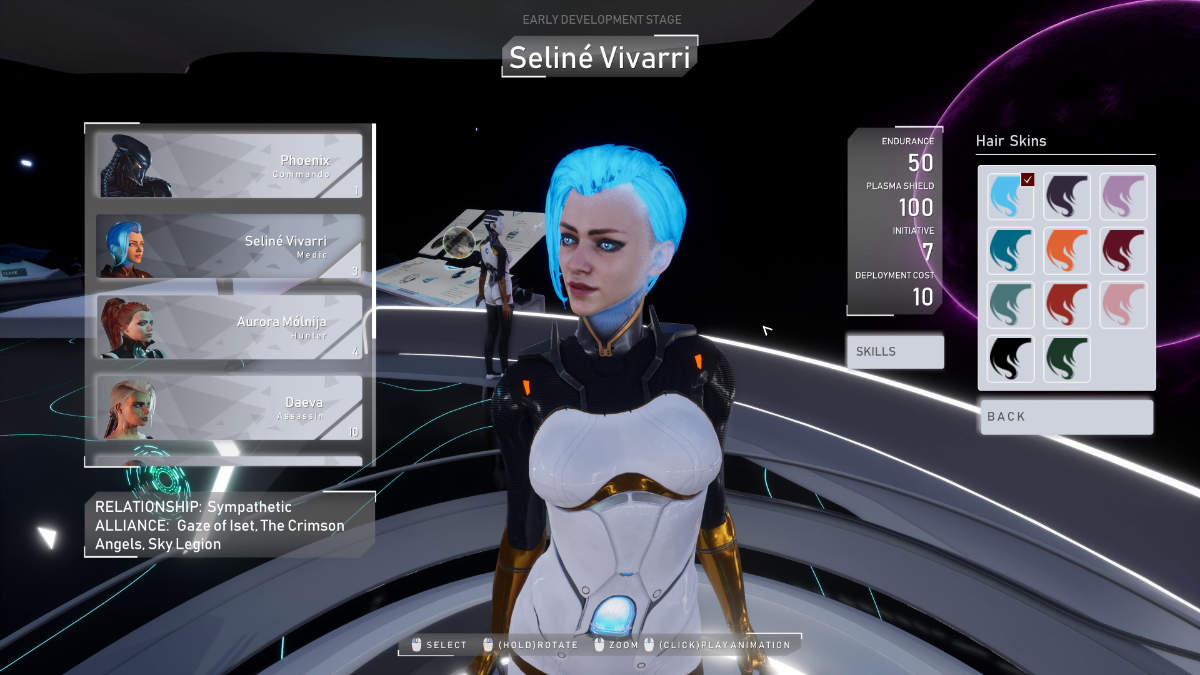 EARLY DEVELOPMENT STAGE
Seliné Vivarri
Phoenix
Commando
1
Seliné Vivarri
Medic
3
Aurora Mólnija
Hunter
4
Daeva
Assassin
10
RELATIONSHIP: Sympathetic
ALLIANCE: Gaze of Iset, The Crimson
Angels, Sky Legion
ENDURANCE
50
PLASMA SHIELD
100
INITIATIVE
7
DEPLOYMENT COST
10
SKILLS
Hair Skins
BACK
SELECT (HOLD)ROTATE ZOOM (CLICK)PLAY ANIMATION